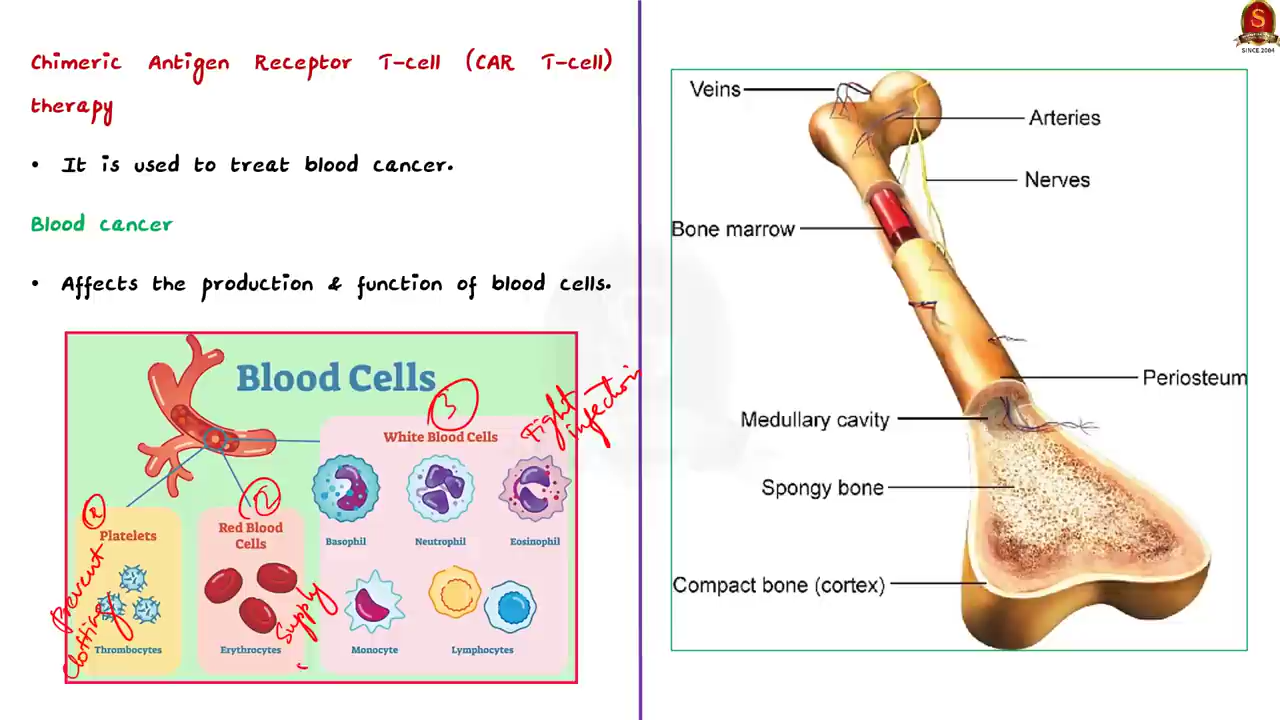 Chimeric Antigen Receptor T-cell (CAR T-cell)
therapy
• It is used to treat blood cancer.
Blood cancer
• Affects the production & function of blood cells.
Blood Cells
3
Fight
infection
White Blood Cells
Basophil
Neutrophil
Eosinophil
Monocyte
Lymphocytes
Platelets
Prevent
clotting
Thrombocytes
2
Red Blood
Cells
Supply
Erythrocytes
Veins
Arteries
Nerves
Bone marrow
Periosteum
Medullary cavity
Spongy bone
Compact bone (cortex)
S
SINCE 2004